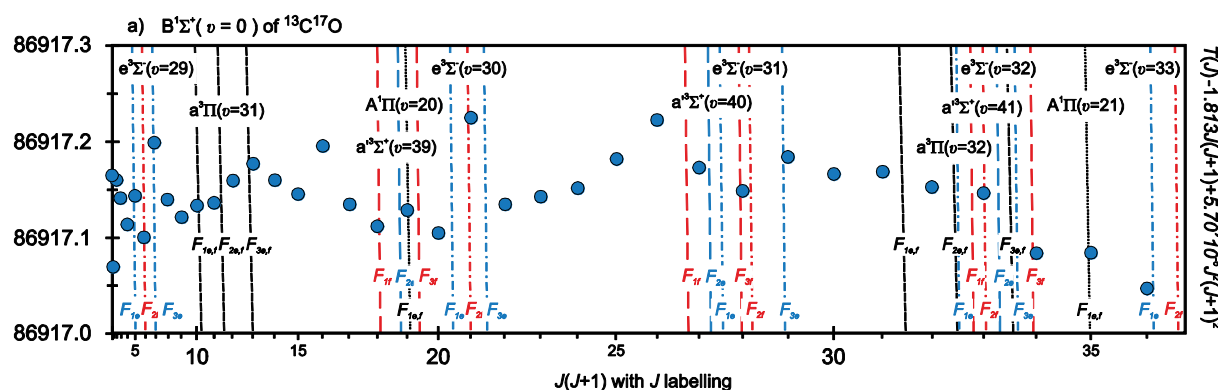 a) B¹Σ⁺( υ = 0 ) of ¹³C¹⁷O
86917.3
86917.2
86917.1
86917.0
e³Σ⁻(υ=29)
e³Σ⁻(υ=30)
e³Σ⁻(υ=31)
e³Σ⁻(υ=32)
e³Σ⁻(υ=33)
a³Π(υ=31)
A¹Π(υ=20)
a'³Σ⁺(υ=40)
a'³Σ⁺(υ=41)
A¹Π(υ=21)
a'³Σ⁺(υ=39)
a³Π(υ=32)
F1e,f F2e,f F3e,f
F1e,f F2e,f F3e,f
F1f F2e F3f
F1f F2e F3f
F1f F2e F3f
F1e F2f F3e
F1e,f
F1e F2f F3e
F1e F2f F3e
F1e F2f F3e
F1e,f
F1e F2f
5 10 15 20 25 30 35
J(J+1) with J labelling
T(J)-1.813J(J+1)+5.70´10⁻⁶J²(J+1)²